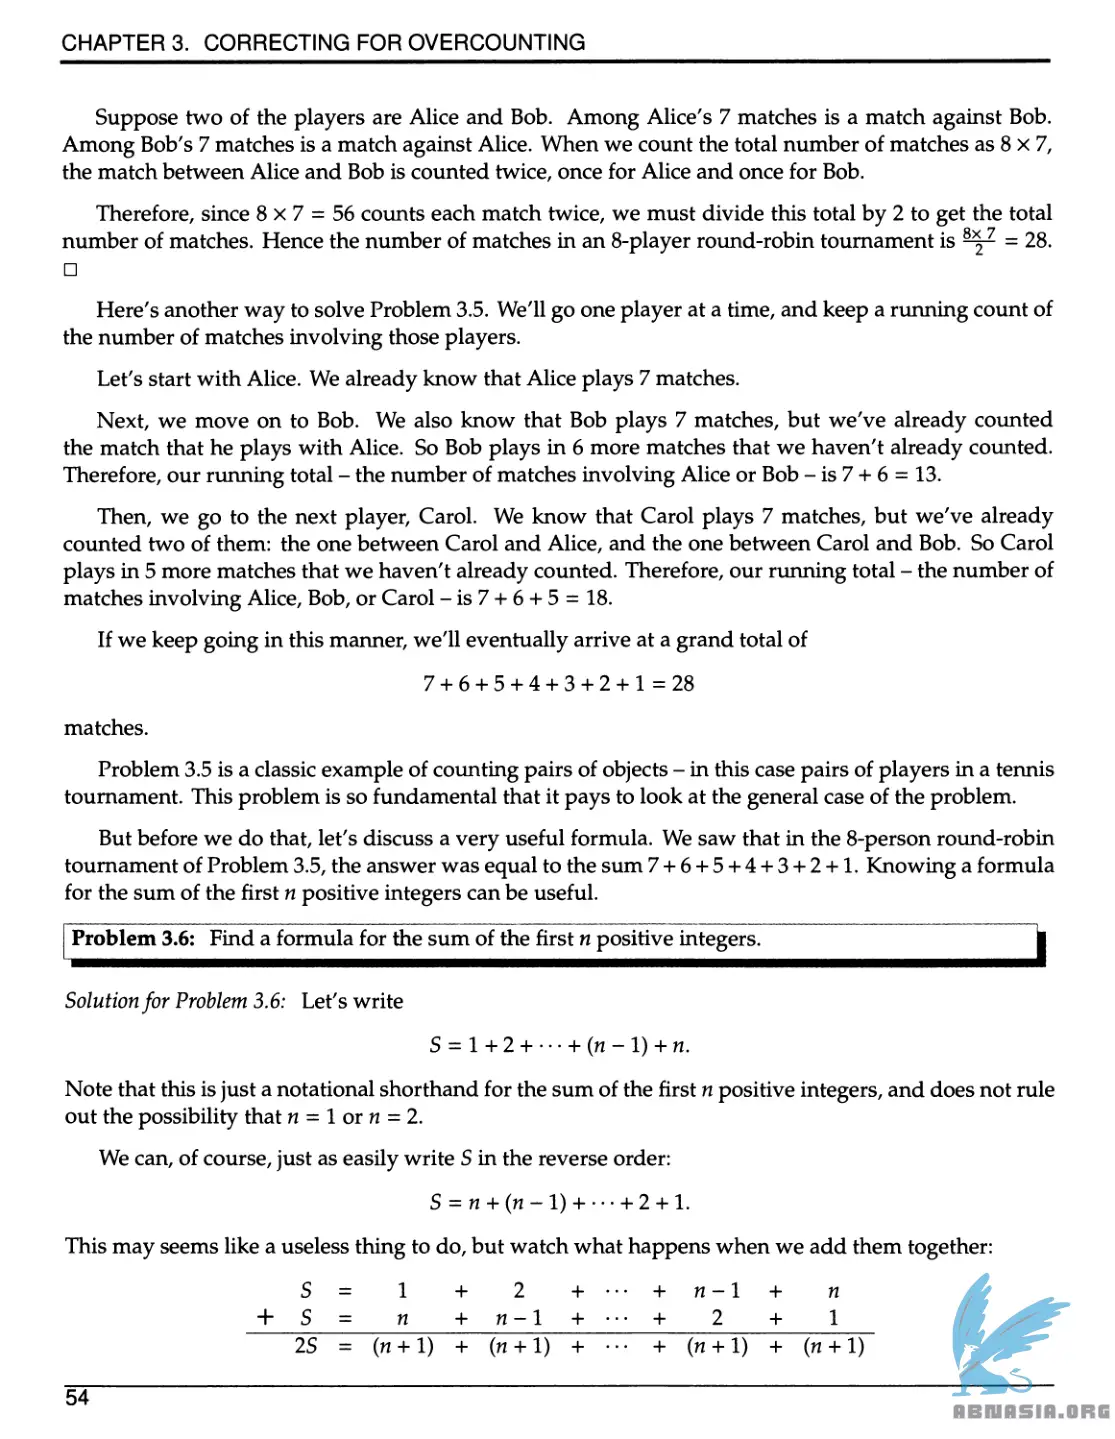 CHAPTER 3. CORRECTING FOR OVERCOUNTING
Suppose two of the players are Alice and Bob. Among Alice's 7 matches is a match against Bob.
Among Bob's 7 matches is a match against Alice. When we count the total number of matches as 8 × 7,
the match between Alice and Bob is counted twice, once for Alice and once for Bob.
Therefore, since 8 × 7 = 56 counts each match twice, we must divide this total by 2 to get the total
number of matches. Hence the number of matches in an 8-player round-robin tournament is 8×7/2 = 28.
□
Here's another way to solve Problem 3.5. We'll go one player at a time, and keep a running count of
the number of matches involving those players.
Let's start with Alice. We already know that Alice plays 7 matches.
Next, we move on to Bob. We also know that Bob plays 7 matches, but we've already counted
the match that he plays with Alice. So Bob plays in 6 more matches that we haven't already counted.
Therefore, our running total – the number of matches involving Alice or Bob – is 7 + 6 = 13.
Then, we go to the next player, Carol. We know that Carol plays 7 matches, but we've already
counted two of them: the one between Carol and Alice, and the one between Carol and Bob. So Carol
plays in 5 more matches that we haven't already counted. Therefore, our running total – the number of
matches involving Alice, Bob, or Carol – is 7 + 6 + 5 = 18.
If we keep going in this manner, we'll eventually arrive at a grand total of
7 + 6 + 5 + 4 + 3 + 2 + 1 = 28
matches.
Problem 3.5 is a classic example of counting pairs of objects – in this case pairs of players in a tennis
tournament. This problem is so fundamental that it pays to look at the general case of the problem.
But before we do that, let's discuss a very useful formula. We saw that in the 8-person round-robin
tournament of Problem 3.5, the answer was equal to the sum 7 + 6 + 5 + 4 + 3 + 2 + 1. Knowing a formula
for the sum of the first n positive integers can be useful.
Problem 3.6: Find a formula for the sum of the first n positive integers.
Solution for Problem 3.6: Let's write
S = 1 + 2 + ··· + (n − 1) + n.
Note that this is just a notational shorthand for the sum of the first n positive integers, and does not rule
out the possibility that n = 1 or n = 2.
We can, of course, just as easily write S in the reverse order:
S = n + (n − 1) + ··· + 2 + 1.
This may seems like a useless thing to do, but watch what happens when we add them together:
S = 1 + 2 + ··· + n − 1 + n
+ S = n + n − 1 + ··· + 2 + 1
2S = (n + 1) + (n + 1) + ··· + (n + 1) + (n + 1)
54
ABNASIA.ORG